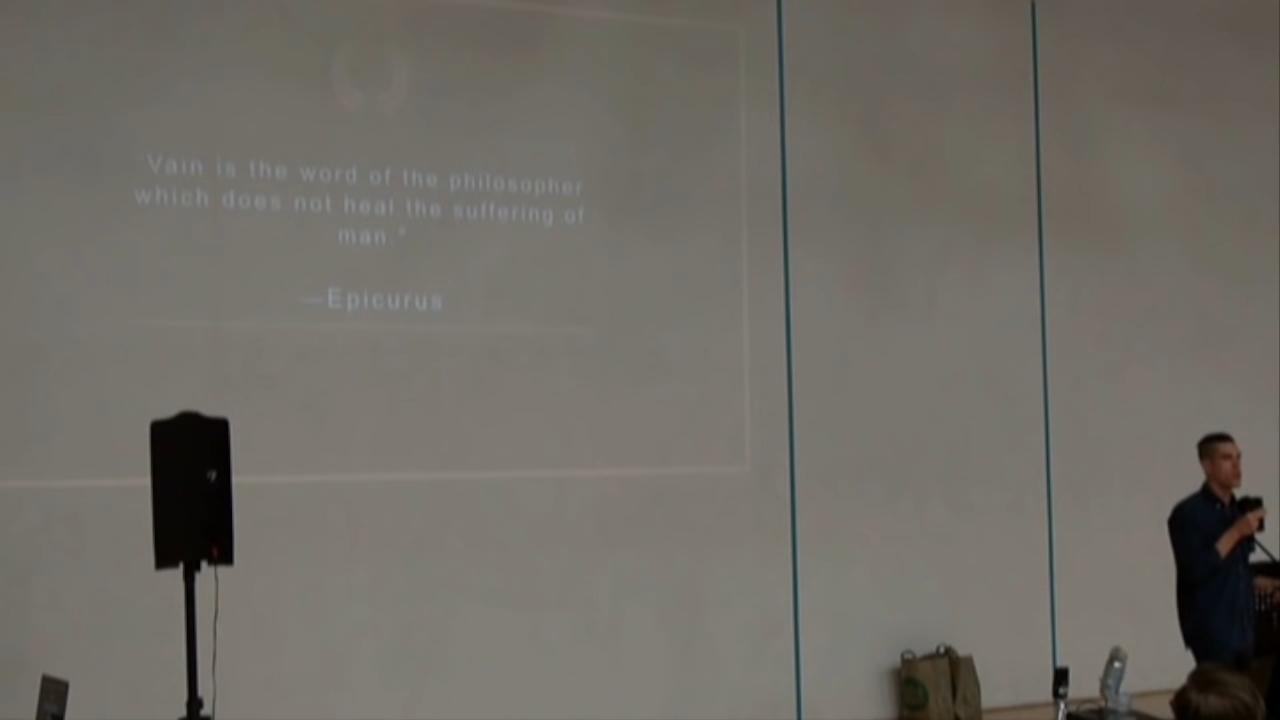 "Vain is the word of the philosopher
which does not heal the suffering of
man."
—Epicurus